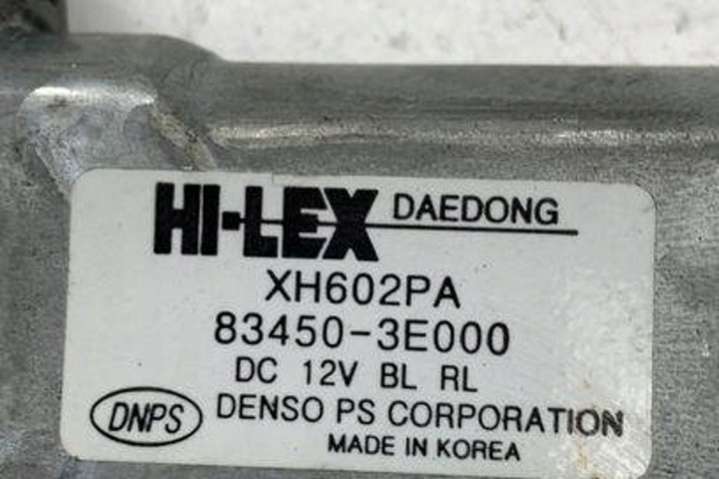 HI-LEX DAEDONG
XH602PA
83450-3E000
DC 12V BL RL
DNPS DENSO PS CORPORATION
MADE IN KOREA